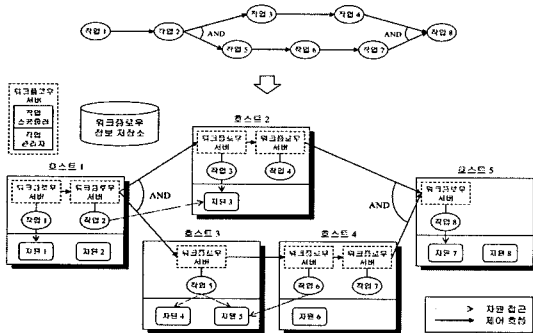 작업 1
작업 2
작업 3
작업 4
AND
작업 5
작업 6
작업 7
AND
작업 8
워크플로우
서버
작업
스케쥴러
작업
관리자
워크플로우
정보 저장소
호스트 1
워크플로우
서버
워크플로우
서버
작업 1
작업 2
자원 1
자원 2
AND
호스트 2
워크플로우
서버
워크플로우
서버
작업 3
작업 4
자원 3
호스트 3
워크플로우
서버
작업 5
자원 4
자원 5
호스트 4
워크플로우
서버
워크플로우
서버
작업 6
작업 7
자원 6
AND
호스트 5
워크플로우
서버
작업 8
자원 7
자원 8
자원 접근
제어 흐름